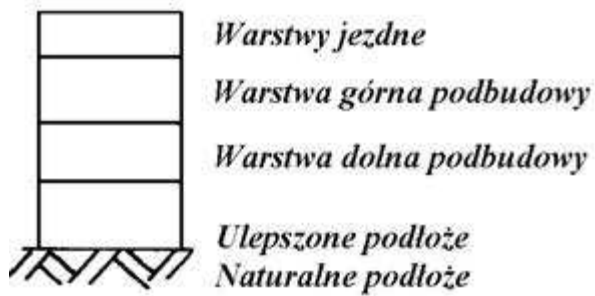 Warstwy jezdne
Warstwa górna podbudowy
Warstwa dolna podbudowy
Ulepszone podłoże
Naturalne podłoże